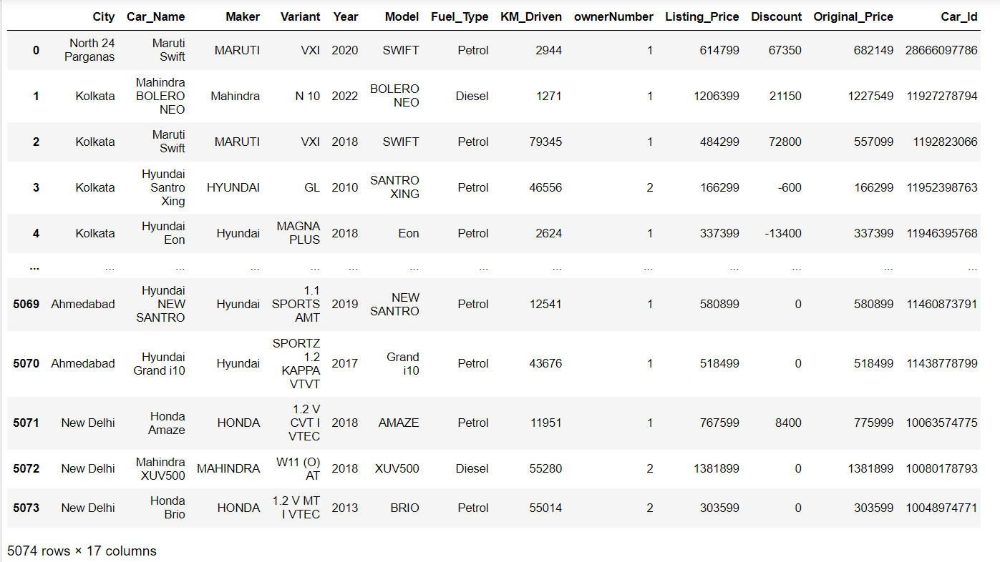 City Car_Name Maker Variant Year Model Fuel_Type KM_Driven ownerNumber Listing_Price Discount Original_Price Car_Id
0 North 24 Parganas Maruti Swift MARUTI VXI 2020 SWIFT Petrol 2944 1 614799 67350 682149 28666097786
1 Kolkata Mahindra BOLERO NEO Mahindra N 10 2022 BOLERO NEO Diesel 1271 1 1206399 21150 1227549 11927278794
2 Kolkata Maruti Swift MARUTI VXI 2018 SWIFT Petrol 79345 1 484299 72800 557099 1192823066
3 Kolkata Hyundai Santro Xing HYUNDAI GL 2010 SANTRO XING Petrol 46556 2 166299 -600 166299 11952398763
4 Kolkata Hyundai Eon Hyundai MAGNA PLUS 2018 Eon Petrol 2624 1 337399 -13400 337399 11946395768
... ... ... ... ... ... ... ... ... ... ... ... ... ...
5069 Ahmedabad Hyundai NEW SANTRO Hyundai 1.1 SPORTS AMT 2019 NEW SANTRO Petrol 12541 1 580899 0 580899 11460873791
5070 Ahmedabad Hyundai Grand i10 Hyundai SPORTZ 1.2 KAPPA VTVT 2017 Grand i10 Petrol 43676 1 518499 0 518499 11438778799
5071 New Delhi Honda Amaze HONDA 1.2 V CVT I VTEC 2018 AMAZE Petrol 11951 1 767599 8400 775999 10063574775
5072 New Delhi Mahindra XUV500 MAHINDRA W11 (O) AT 2018 XUV500 Diesel 55280 2 1381899 0 1381899 10080178793
5073 New Delhi Honda Brio HONDA 1.2 V MT I VTEC 2013 BRIO Petrol 55014 2 303599 0 303599 10048974771
5074 rows × 17 columns